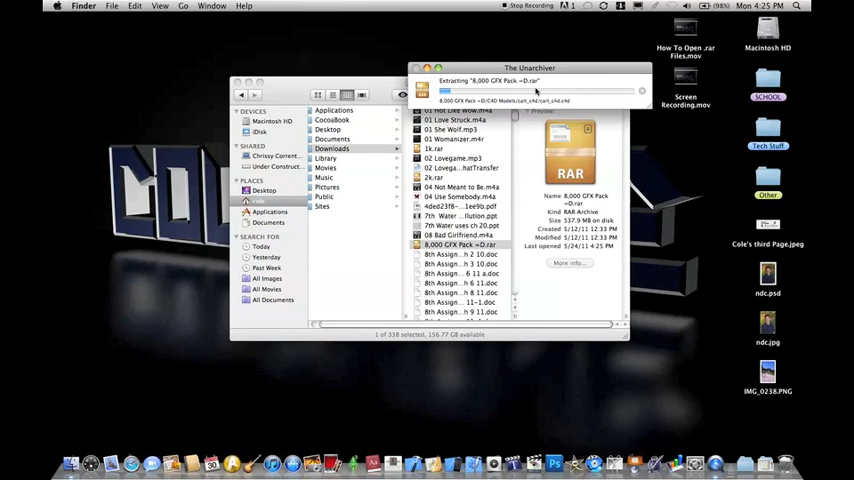 Finder File Edit View Go Window Help
Stop Recording (98%) Mon 4:25 PM
The Unarchiver
Extracting "8,000 GFX Pack =D.rar"
8,000 GFX Pack =D/C4D Models/cart_c4d/cart_c4d.c4d
DEVICES
Macintosh HD
iDisk
SHARED
Chrissy Corrent...
Under Construct...
PLACES
Desktop
cole
Applications
Documents
SEARCH FOR
Today
Yesterday
Past Week
All Images
All Movies
All Documents
Applications
CocoaBook
Desktop
Documents
Downloads
Library
Movies
Music
Pictures
Public
Sites
01 Hot Like Wow.m4a
01 Love Struck.m4a
01 She Wolf.mp3
01 Womanizer.m4r
1k.rar
02 Lovegame.mp3
02 whatsYourF...hatTransfer
2k.rar
04 Not Meant to Be.m4a
04 Use Somebody.m4a
4ded23f8-...1ee9b.pdf
7th Water ...llution.ppt
7th Water uses ch 20.ppt
08 Bad Girlfriend.m4a
8,000 GFX Pack =D.rar
8th Assign...h 2 10.doc
8th Assign...h 3 10.doc
8th Assign... 6 11 a.doc
8th Assign...h 6 11.doc
8th Assign...h 8 11.doc
8th Assign...h 11-1.doc
8th Assign...h 9 11.doc
Preview:
RAR
Name 8,000 GFX Pack =D.rar
Kind RAR Archive
Size 537.9 MB on disk
Created 5/12/11 12:33 PM
Modified 5/12/11 12:33 PM
Last opened 5/24/11 4:25 PM
More info...
1 of 338 selected, 156.77 GB available
How To Open .rar Files.mov
Macintosh HD
Screen Recording.mov
SCHOOL
Tech Stuff
Other
Cole's third Page.jpeg
ndc.psd
ndc.jpg
IMG_0238.PNG